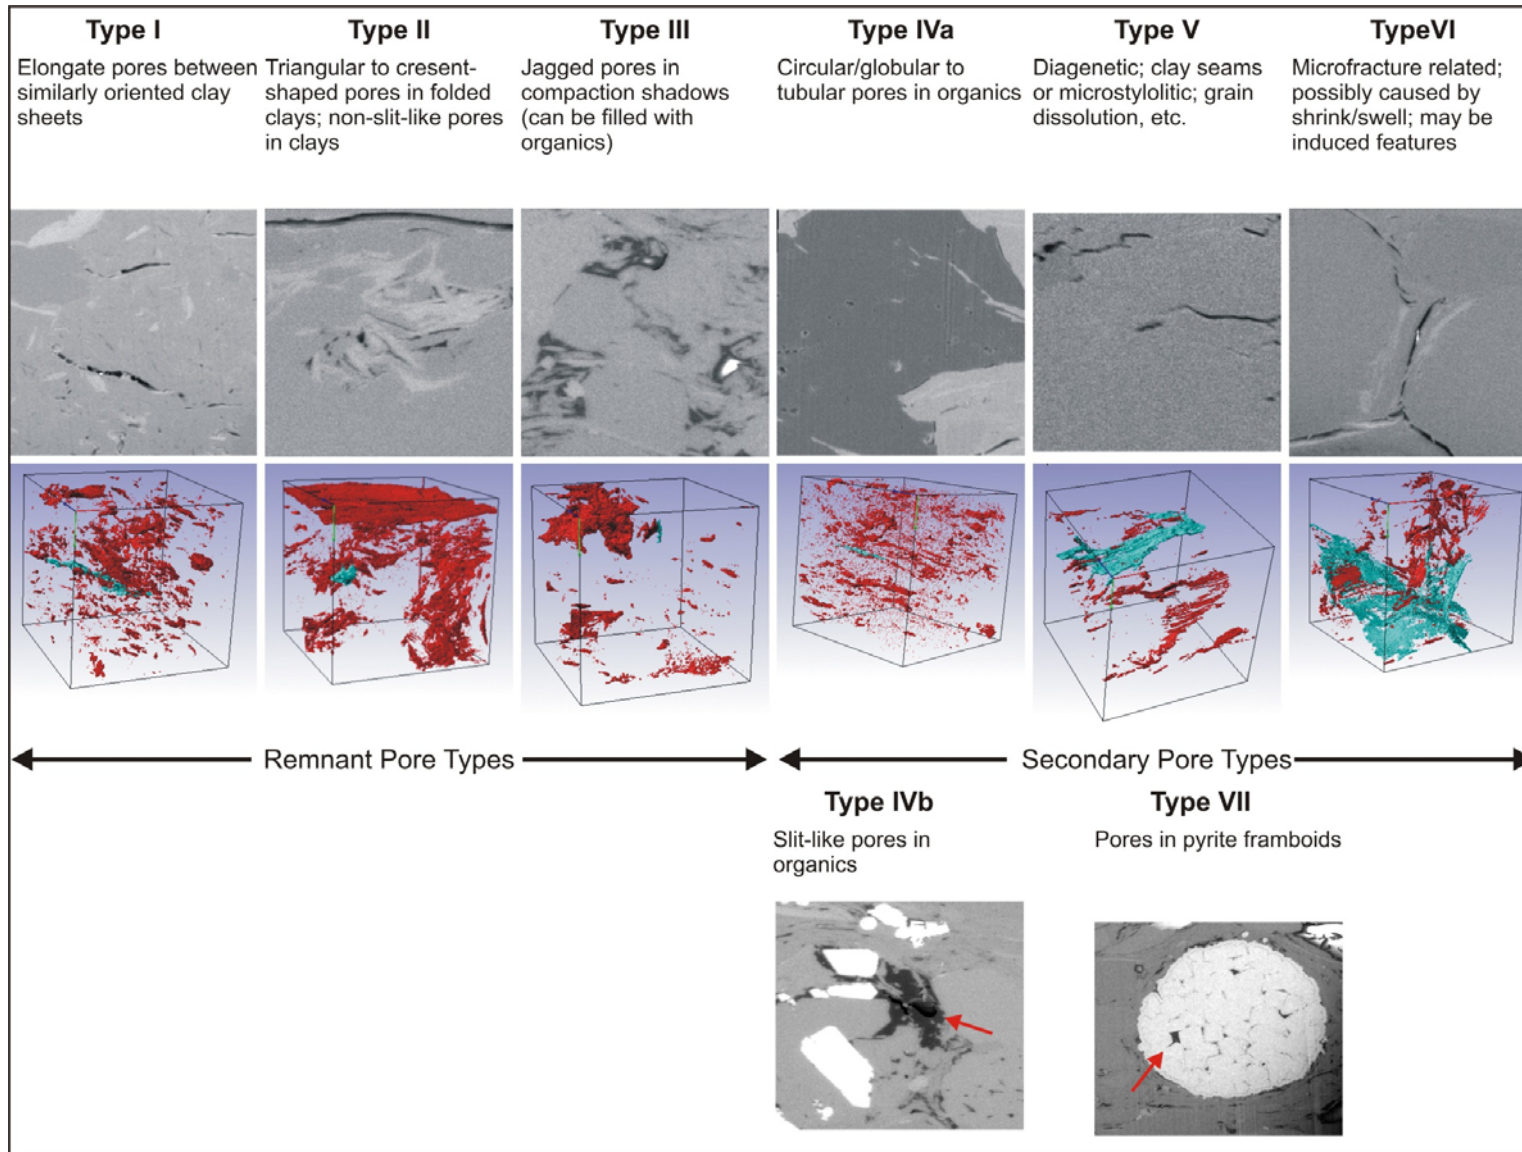 Type I
Elongate pores between
similarly oriented clay
sheets
Type II
Triangular to cresent-
shaped pores in folded
clays; non-slit-like pores
in clays
Type III
Jagged pores in
compaction shadows
(can be filled with
organics)
Type IVa
Circular/globular to
tubular pores in organics
Type V
Diagenetic; clay seams
or microstylolitic; grain
dissolution, etc.
TypeVI
Microfracture related;
possibly caused by
shrink/swell; may be
induced features
Remnant Pore Types
Secondary Pore Types
Type IVb
Slit-like pores in
organics
Type VII
Pores in pyrite framboids